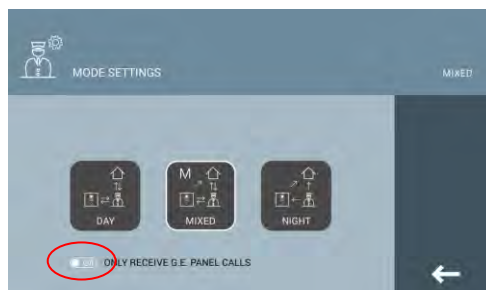 MODE SETTINGS
MIXED
M
DAY
MIXED
NIGHT
ONLY RECEIVE G.E. PANEL CALLS